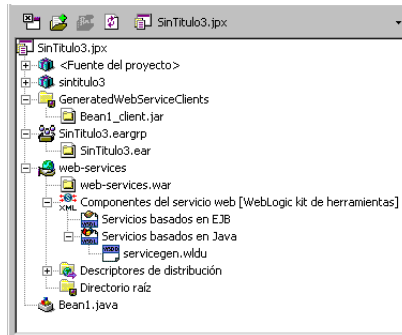 SinTitulo3.jpx
SinTitulo3.jpx
<Fuente del proyecto>
sintitulo3
GeneratedWebServiceClients
Bean1_client.jar
SinTitulo3.eargrp
SinTitulo3.ear
web-services
web-services.war
Componentes del servicio web [WebLogic kit de herramientas]
Servicios basados en EJB
Servicios basados en Java
servicegen.wldu
Descriptores de distribución
Directorio raíz
Bean1.java